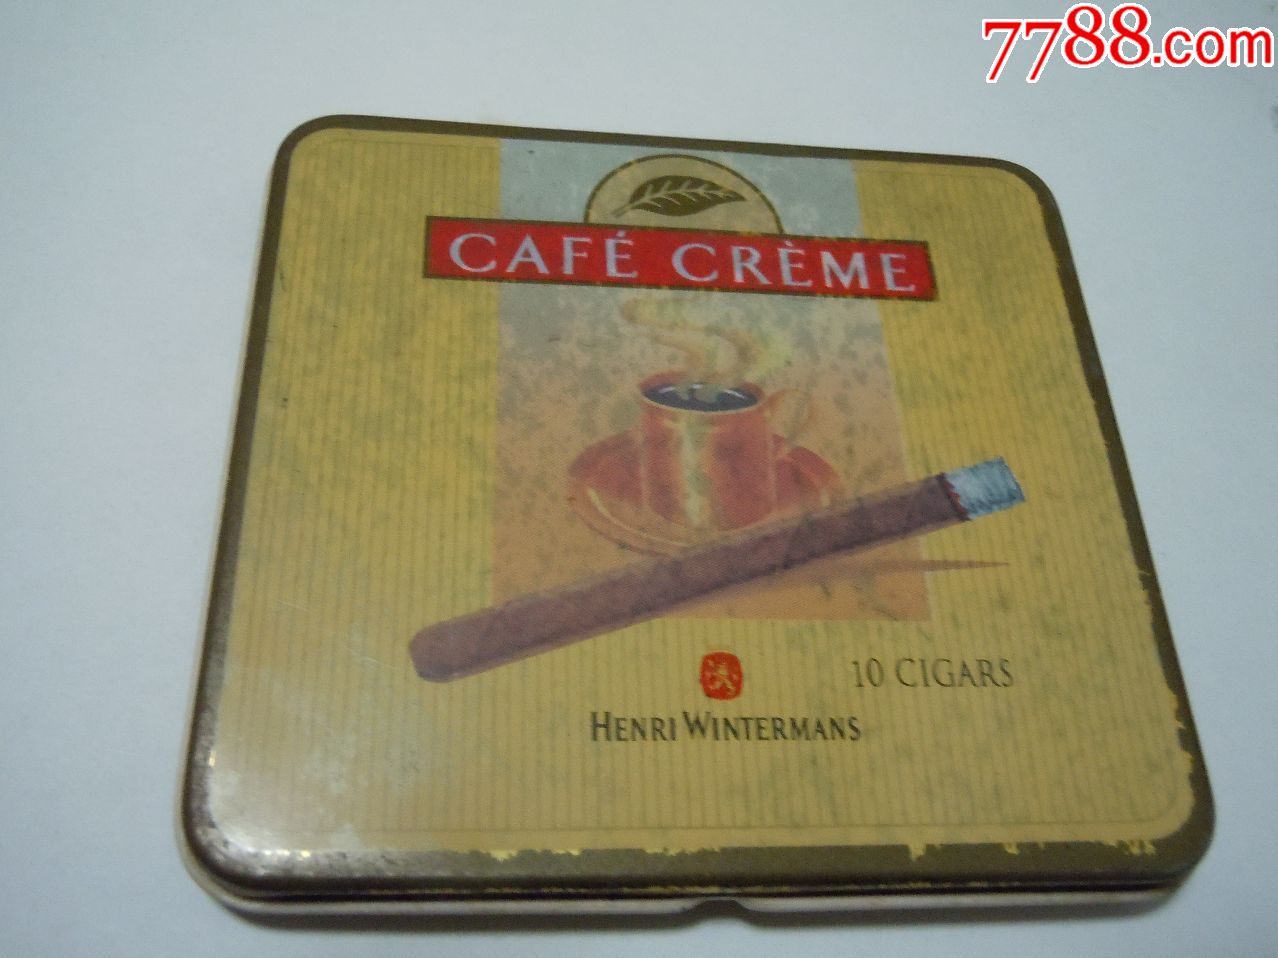 7788.com
CAFÉ CRÈME
10 CIGARS
HENRI WINTERMANS